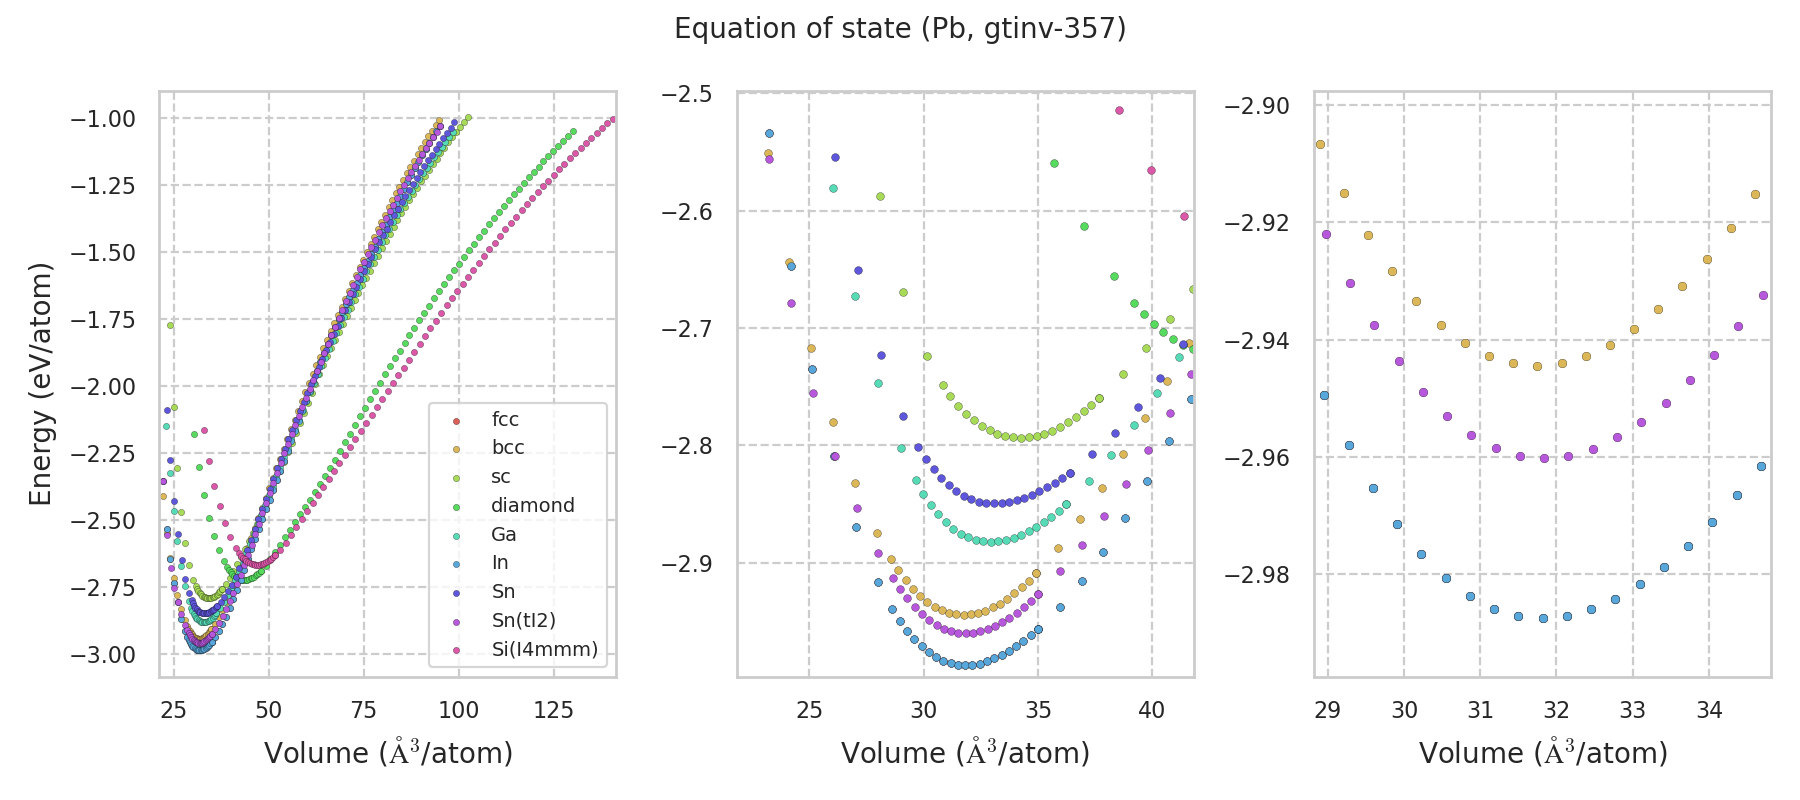 Equation of state (Pb, gtinv-357)
Energy (eV/atom)
−1.00
−1.25
−1.50
−1.75
−2.00
−2.25
−2.50
−2.75
−3.00
25
50
75
100
125
Volume (Å³/atom)
fcc
bcc
sc
diamond
Ga
In
Sn
Sn(tI2)
Si(I4mmm)
−2.5
−2.6
−2.7
−2.8
−2.9
25
30
35
40
Volume (Å³/atom)
−2.90
−2.92
−2.94
−2.96
−2.98
29
30
31
32
33
34
Volume (Å³/atom)